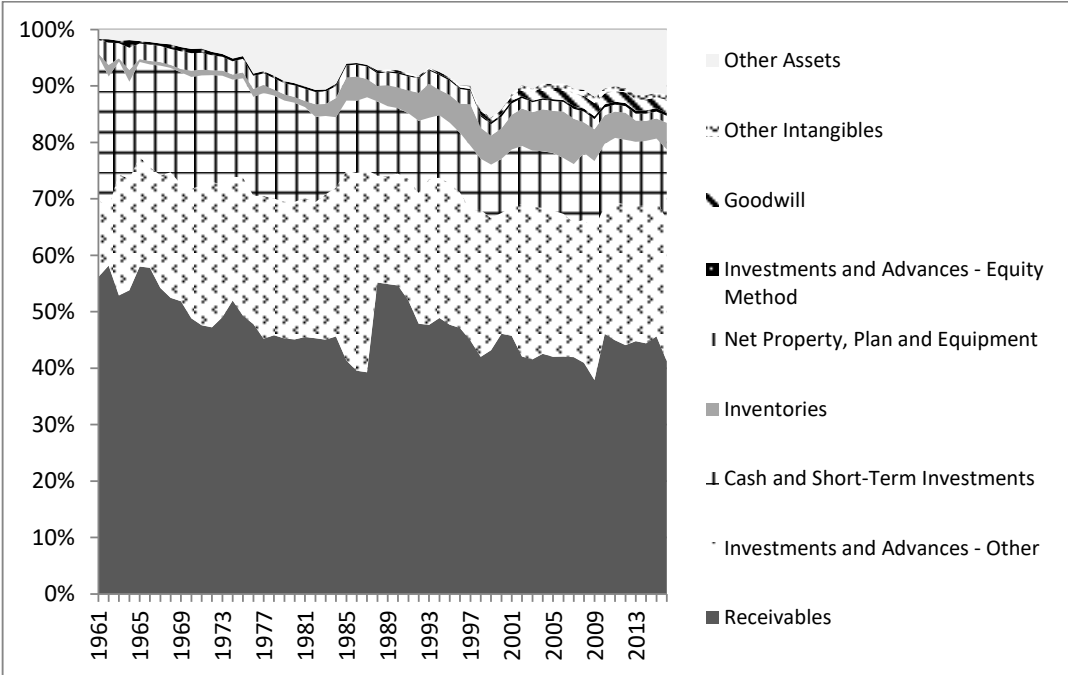 100%
90%
80%
70%
60%
50%
40%
30%
20%
10%
0%
1961
1965
1969
1973
1977
1981
1985
1989
1993
1997
2001
2005
2009
2013
Other Assets
Other Intangibles
Goodwill
Investments and Advances - Equity
Method
Net Property, Plan and Equipment
Inventories
Cash and Short-Term Investments
Investments and Advances - Other
Receivables